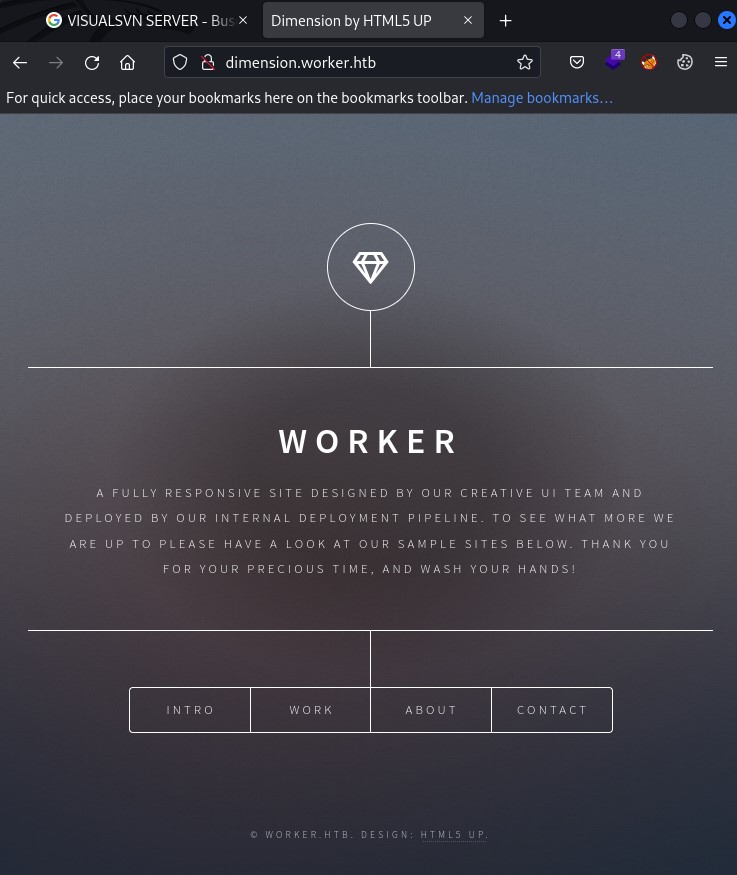 VISUALSVN SERVER - Bus
Dimension by HTML5 UP
dimension.worker.htb
4
For quick access, place your bookmarks here on the bookmarks toolbar. Manage bookmarks...
WORKER
A FULLY RESPONSIVE SITE DESIGNED BY OUR CREATIVE UI TEAM AND
DEPLOYED BY OUR INTERNAL DEPLOYMENT PIPELINE. TO SEE WHAT MORE WE
ARE UP TO PLEASE HAVE A LOOK AT OUR SAMPLE SITES BELOW. THANK YOU
FOR YOUR PRECIOUS TIME, AND WASH YOUR HANDS!
INTRO
WORK
ABOUT
CONTACT
© WORKER.HTB. DESIGN: HTML5 UP.